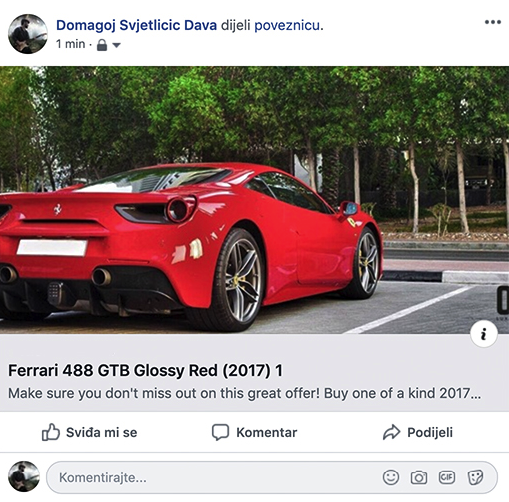 Domagoj Svjetlicic Dava dijeli poveznicu.
1 min ·
Ferrari 488 GTB Glossy Red (2017) 1
Make sure you don't miss out on this great offer! Buy one of a kind 2017...
Sviđa mi se
Komentar
Podijeli
Komentirajte...
GIF